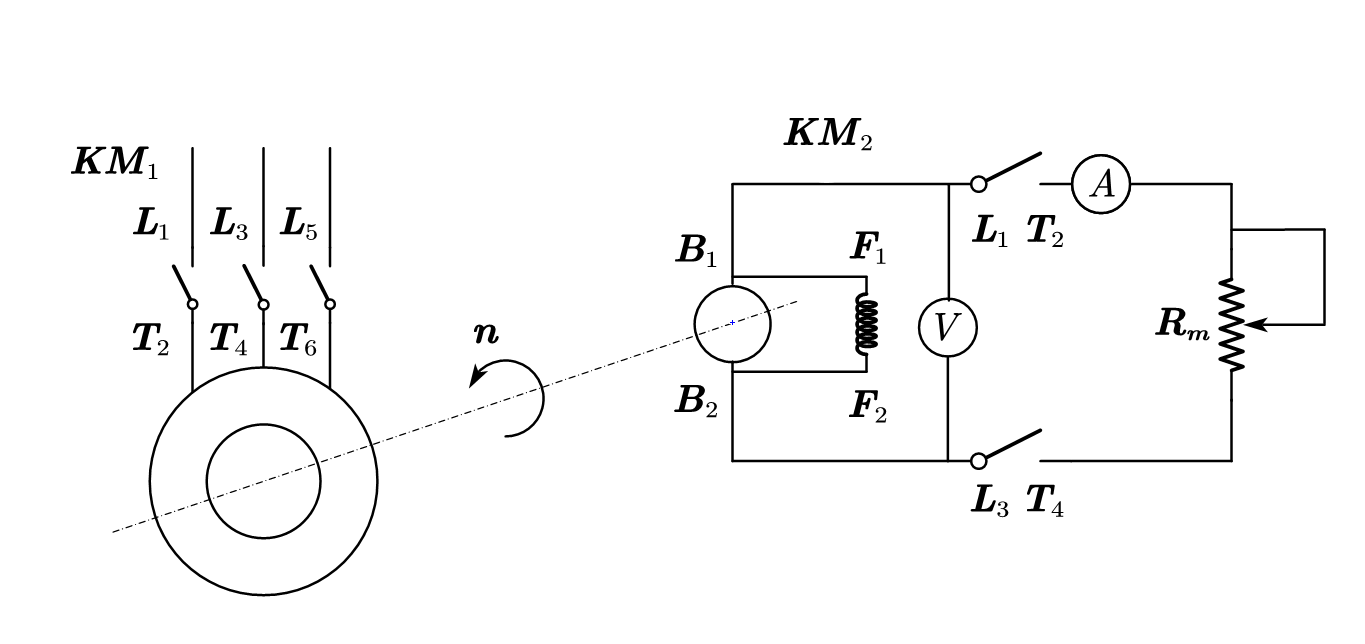 KM₂
KM₁
L₁ L₃ L₅
A
L₁ T₂
B₁
F₁
T₂ T₄ T₆
n
V
Rₘ
B₂
F₂
L₃ T₄